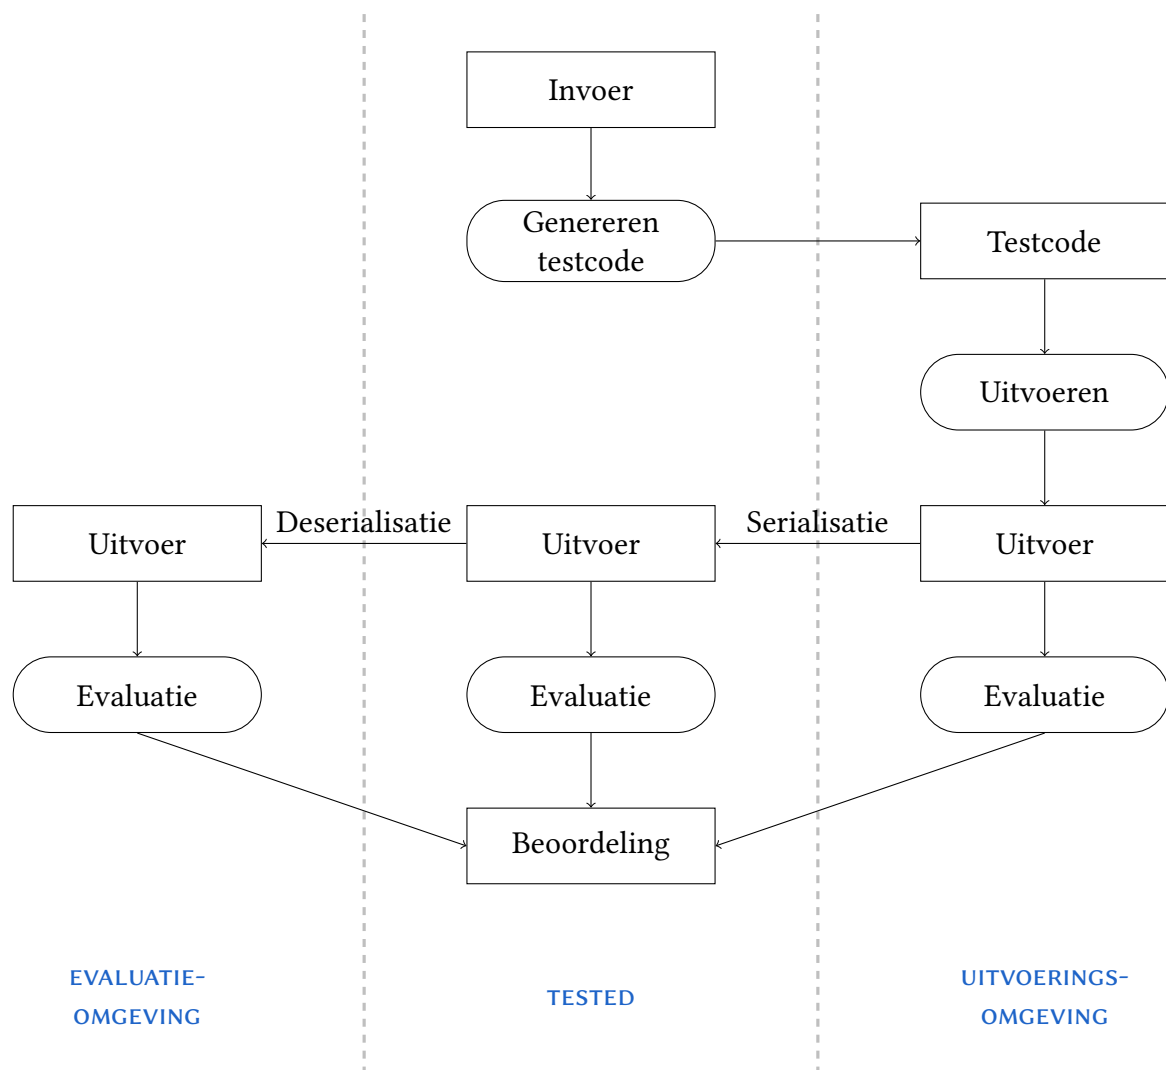 Invoer
Genereren
testcode
Testcode
Uitvoeren
Deserialisatie
Serialisatie
Uitvoer
Uitvoer
Uitvoer
Evaluatie
Evaluatie
Evaluatie
Beoordeling
EVALUATIE-
OMGEVING
TESTED
UITVOERINGS-
OMGEVING